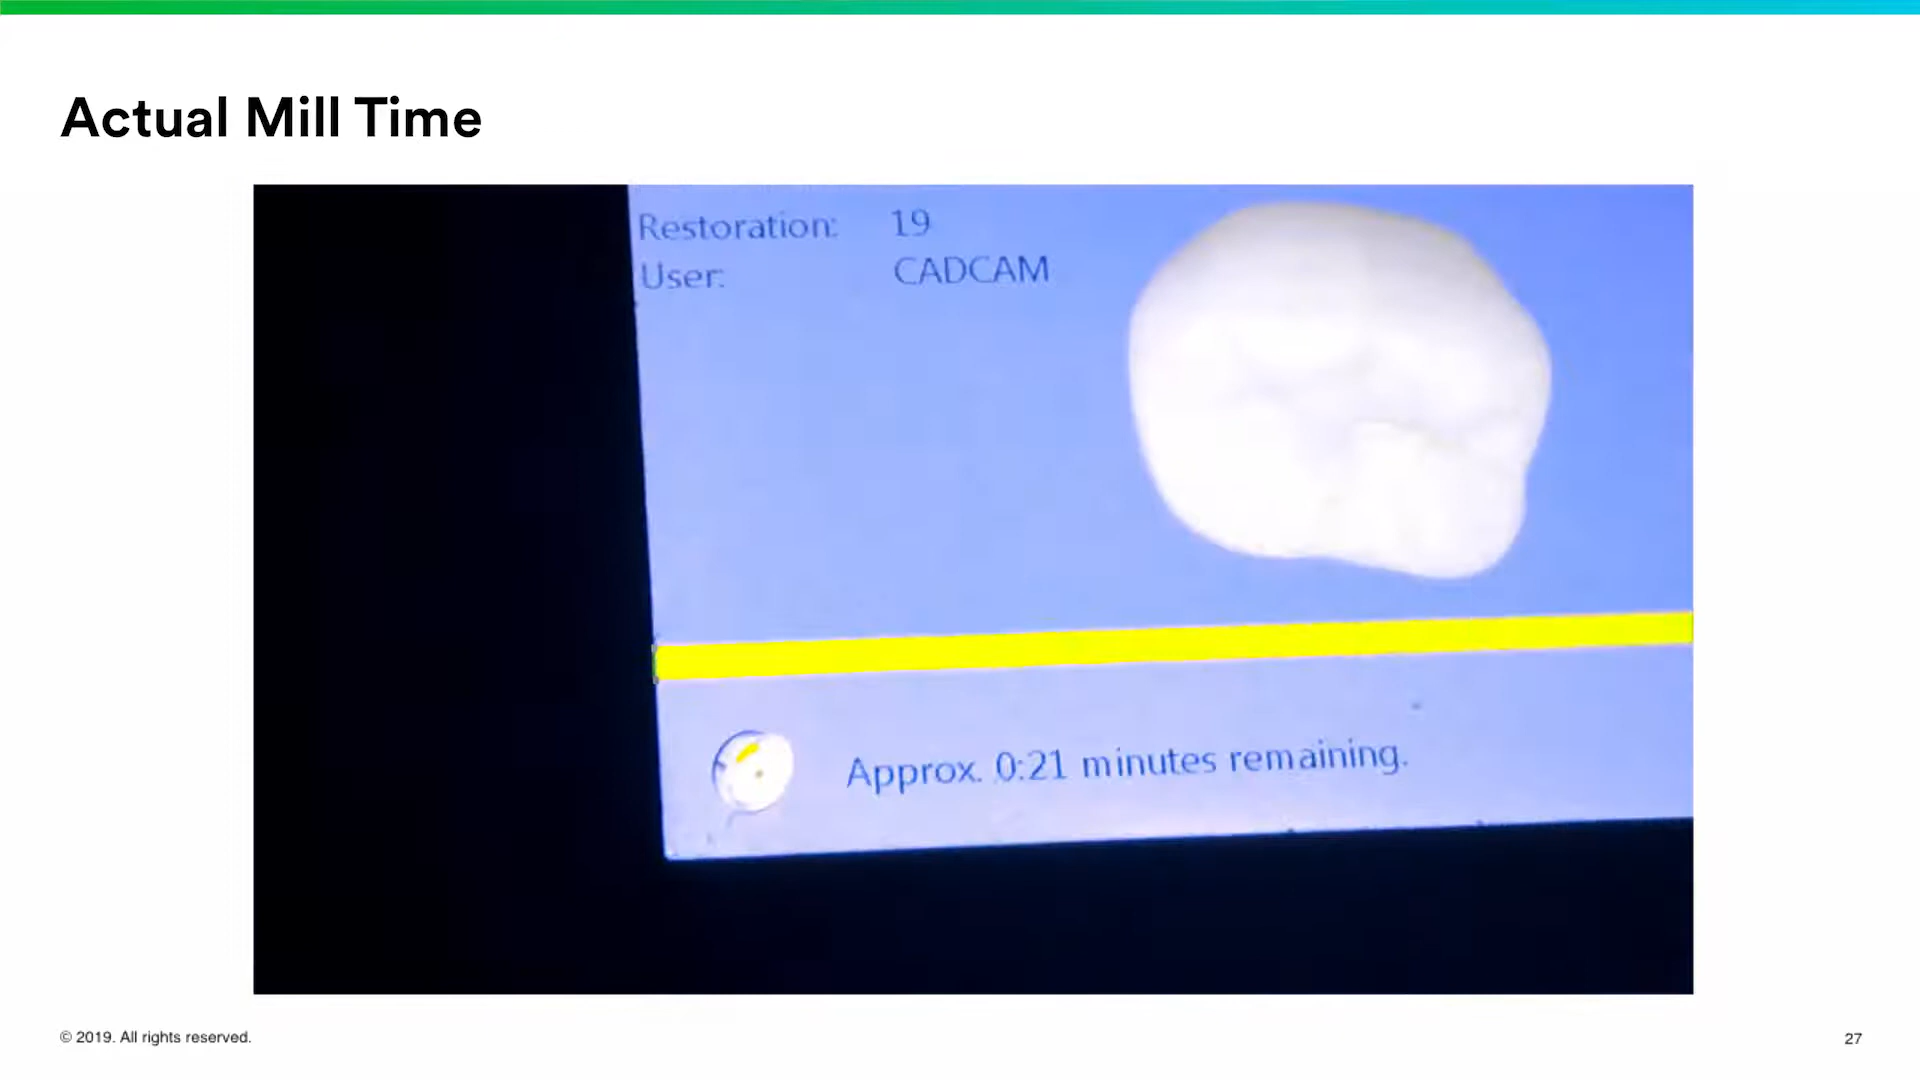 Actual Mill Time
Restoration: 19
User: CADCAM
Approx. 0:21 minutes remaining.
© 2019. All rights reserved.
27